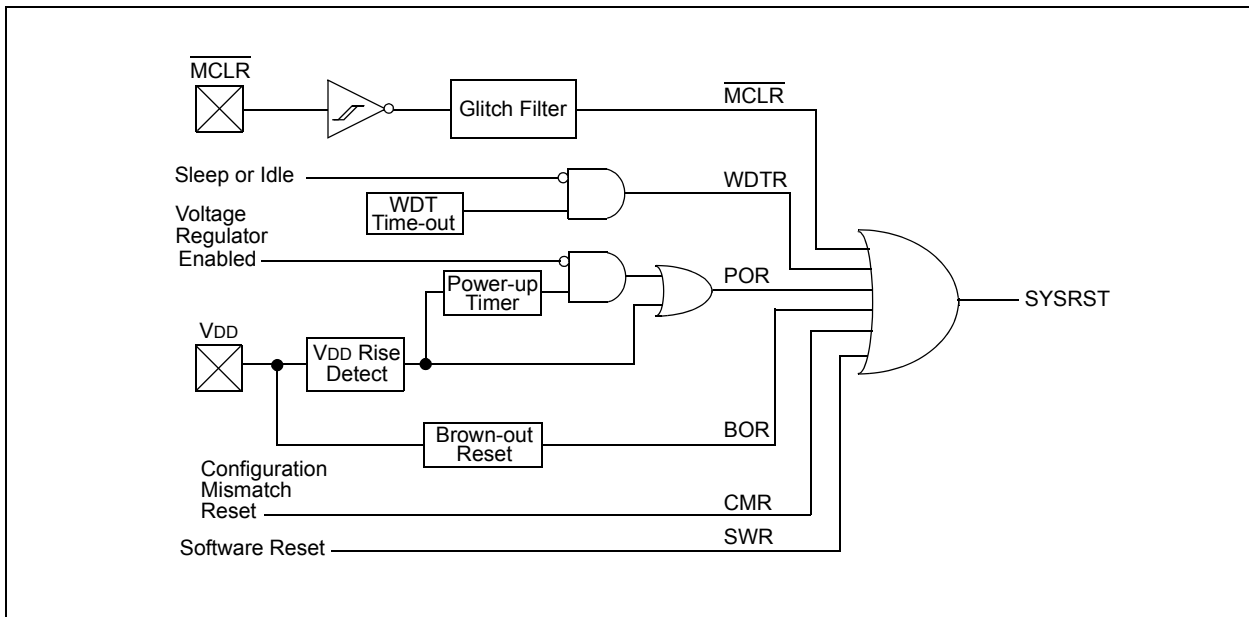 MCLR
Glitch Filter
MCLR
Sleep or Idle
WDTR
WDT
Time-out
Voltage
Regulator
Enabled
Power-up
Timer
POR
SYSRST
VDD
VDD Rise
Detect
Brown-out
Reset
BOR
Configuration
Mismatch
Reset
CMR
Software Reset
SWR